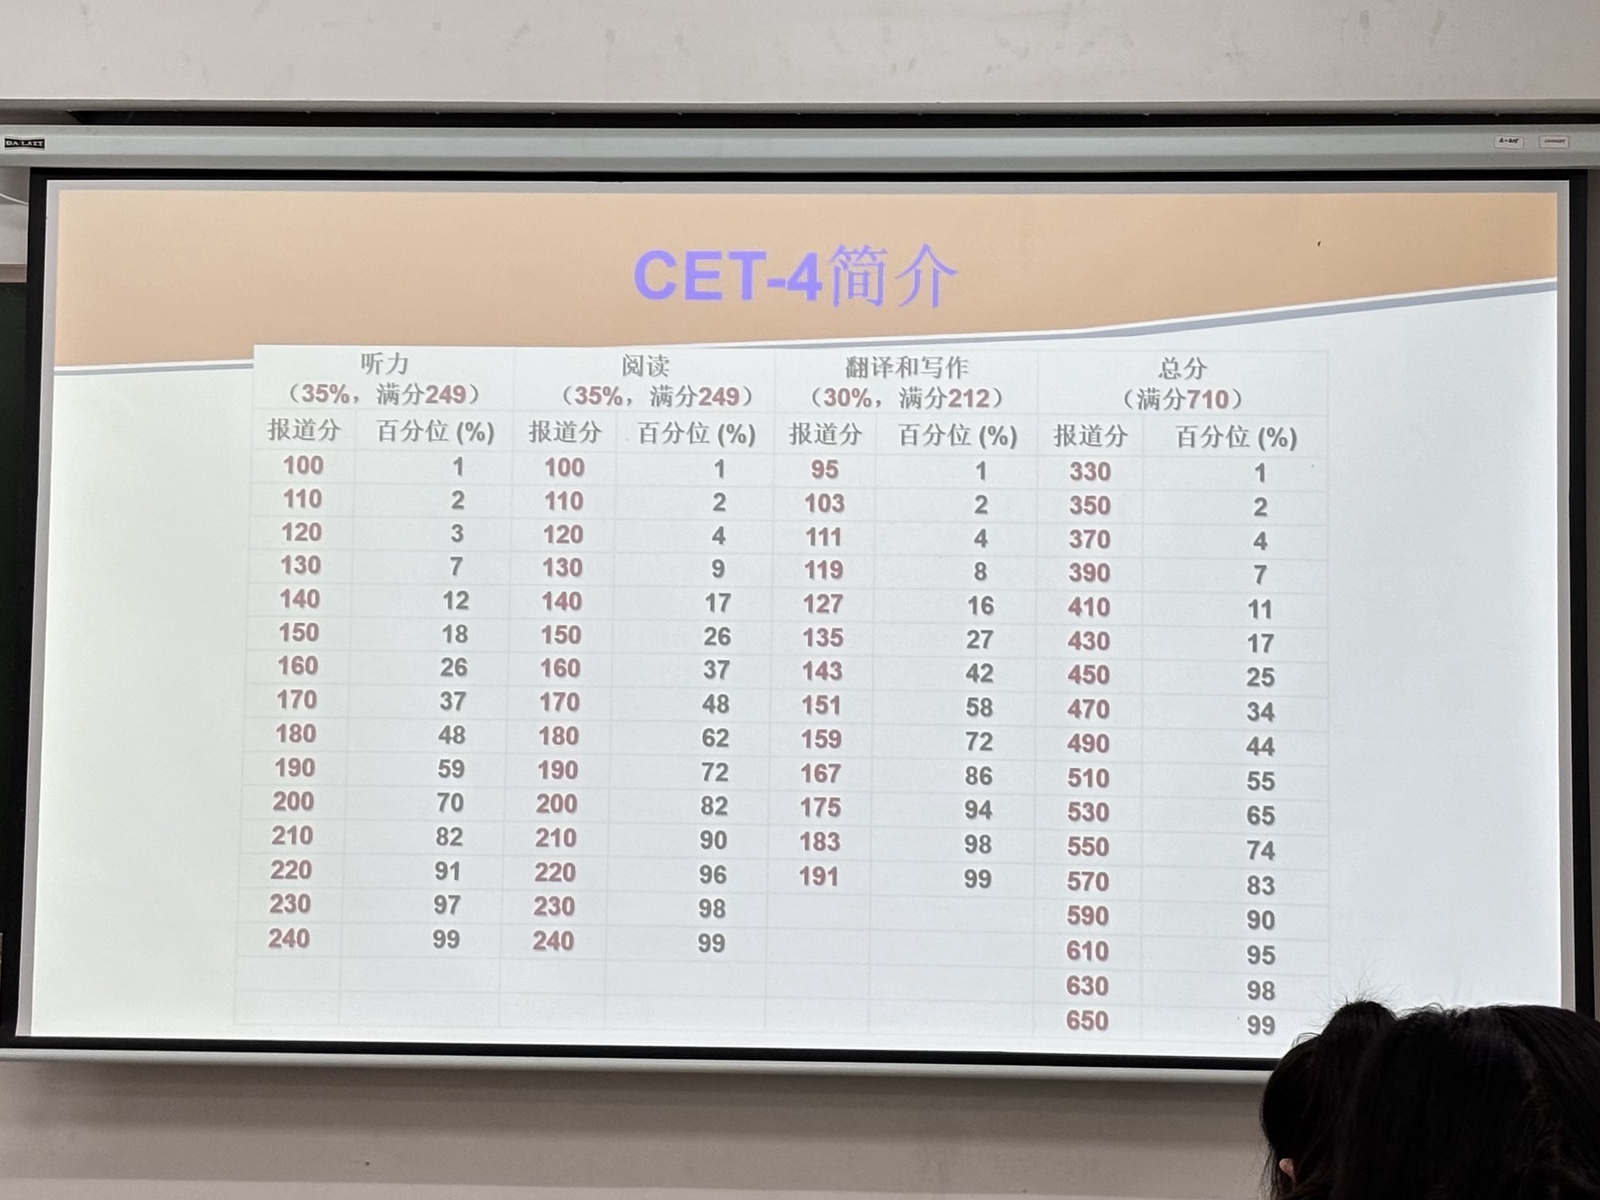 DA-LITE
CET-4简介
听力 阅读 翻译和写作 总分
（35%，满分249） （35%，满分249） （30%，满分212） （满分710）
报道分 百分位 (%) 报道分 百分位 (%) 报道分 百分位 (%) 报道分 百分位 (%)
100 1 100 1 95 1 330 1
110 2 110 2 103 2 350 2
120 3 120 4 111 4 370 4
130 7 130 9 119 8 390 7
140 12 140 17 127 16 410 11
150 18 150 26 135 27 430 17
160 26 160 37 143 42 450 25
170 37 170 48 151 58 470 34
180 48 180 62 159 72 490 44
190 59 190 72 167 86 510 55
200 70 200 82 175 94 530 65
210 82 210 90 183 98 550 74
220 91 220 96 191 99 570 83
230 97 230 98 590 90
240 99 240 99 610 95
630 98
650 99